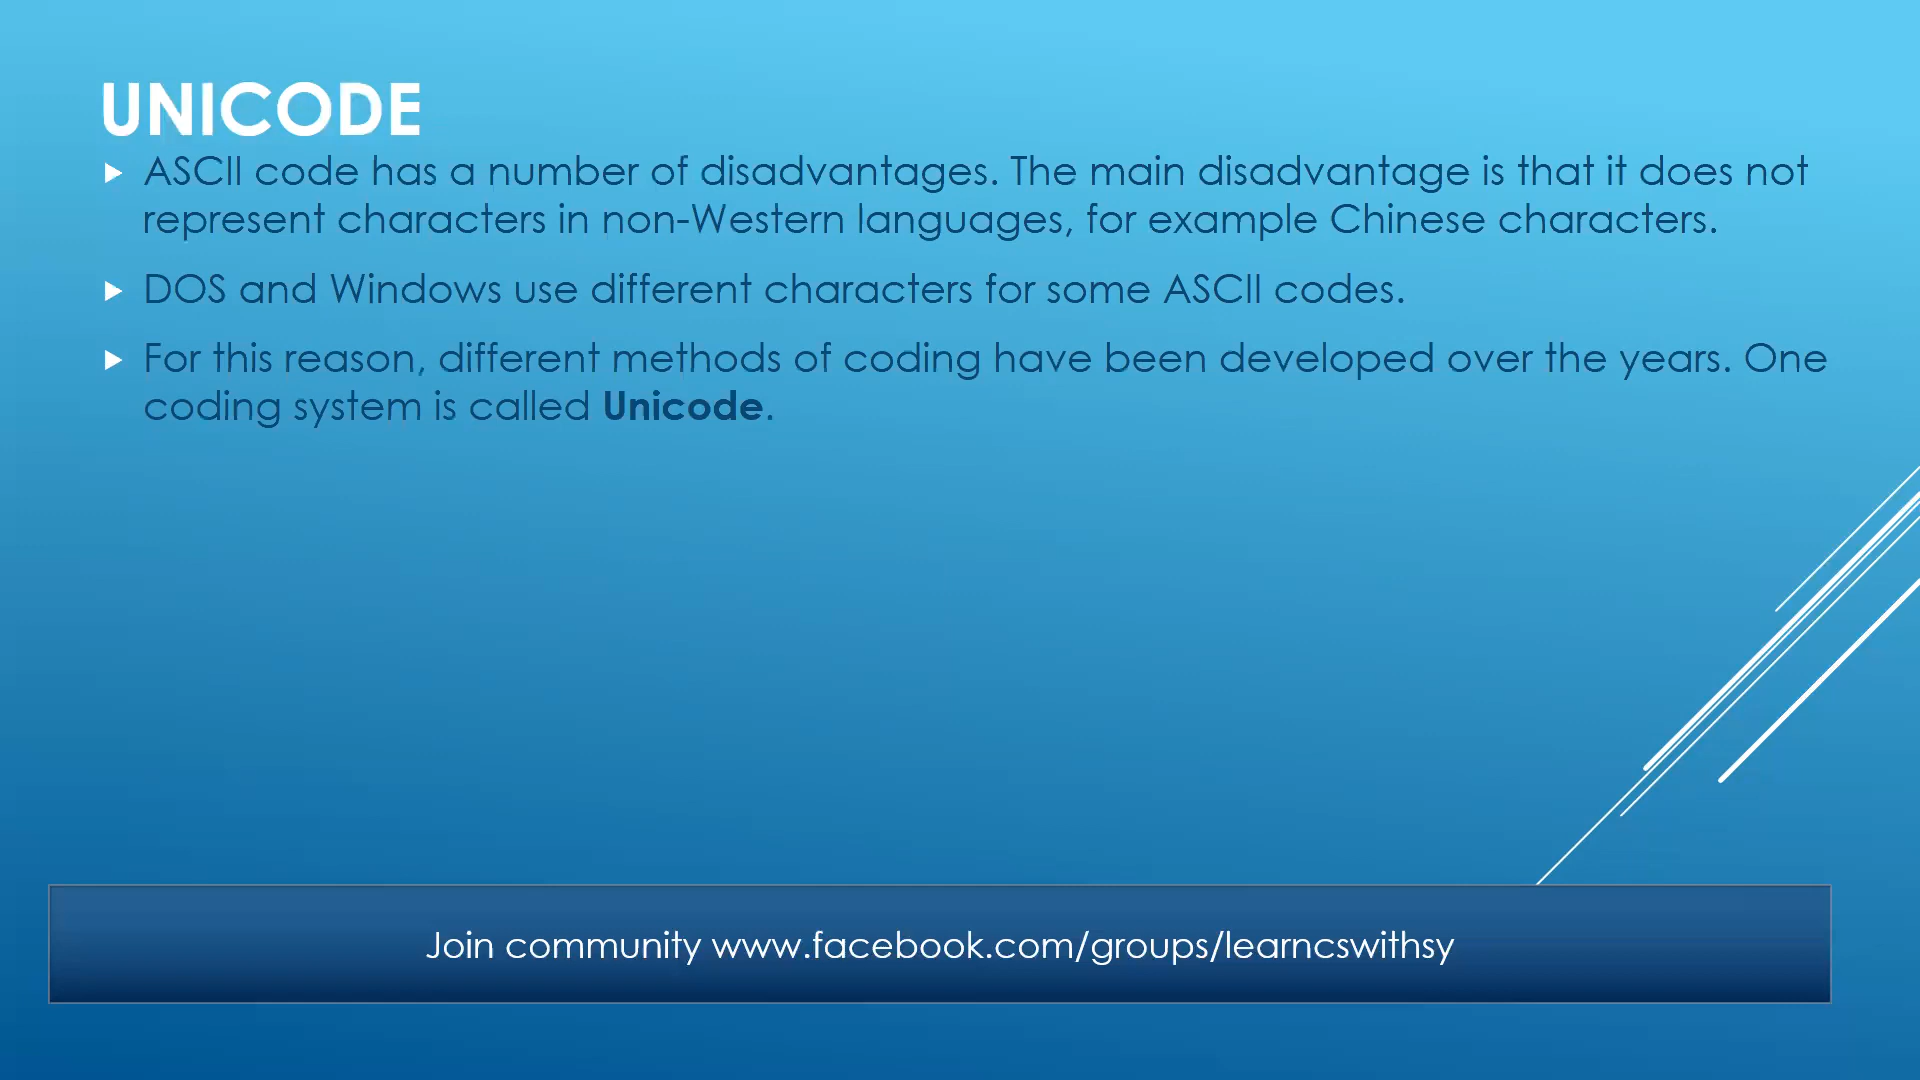 UNICODE
ASCII code has a number of disadvantages. The main disadvantage is that it does not
represent characters in non-Western languages, for example Chinese characters.
DOS and Windows use different characters for some ASCII codes.
For this reason, different methods of coding have been developed over the years. One
coding system is called Unicode.
Join community www.facebook.com/groups/learncswithsy